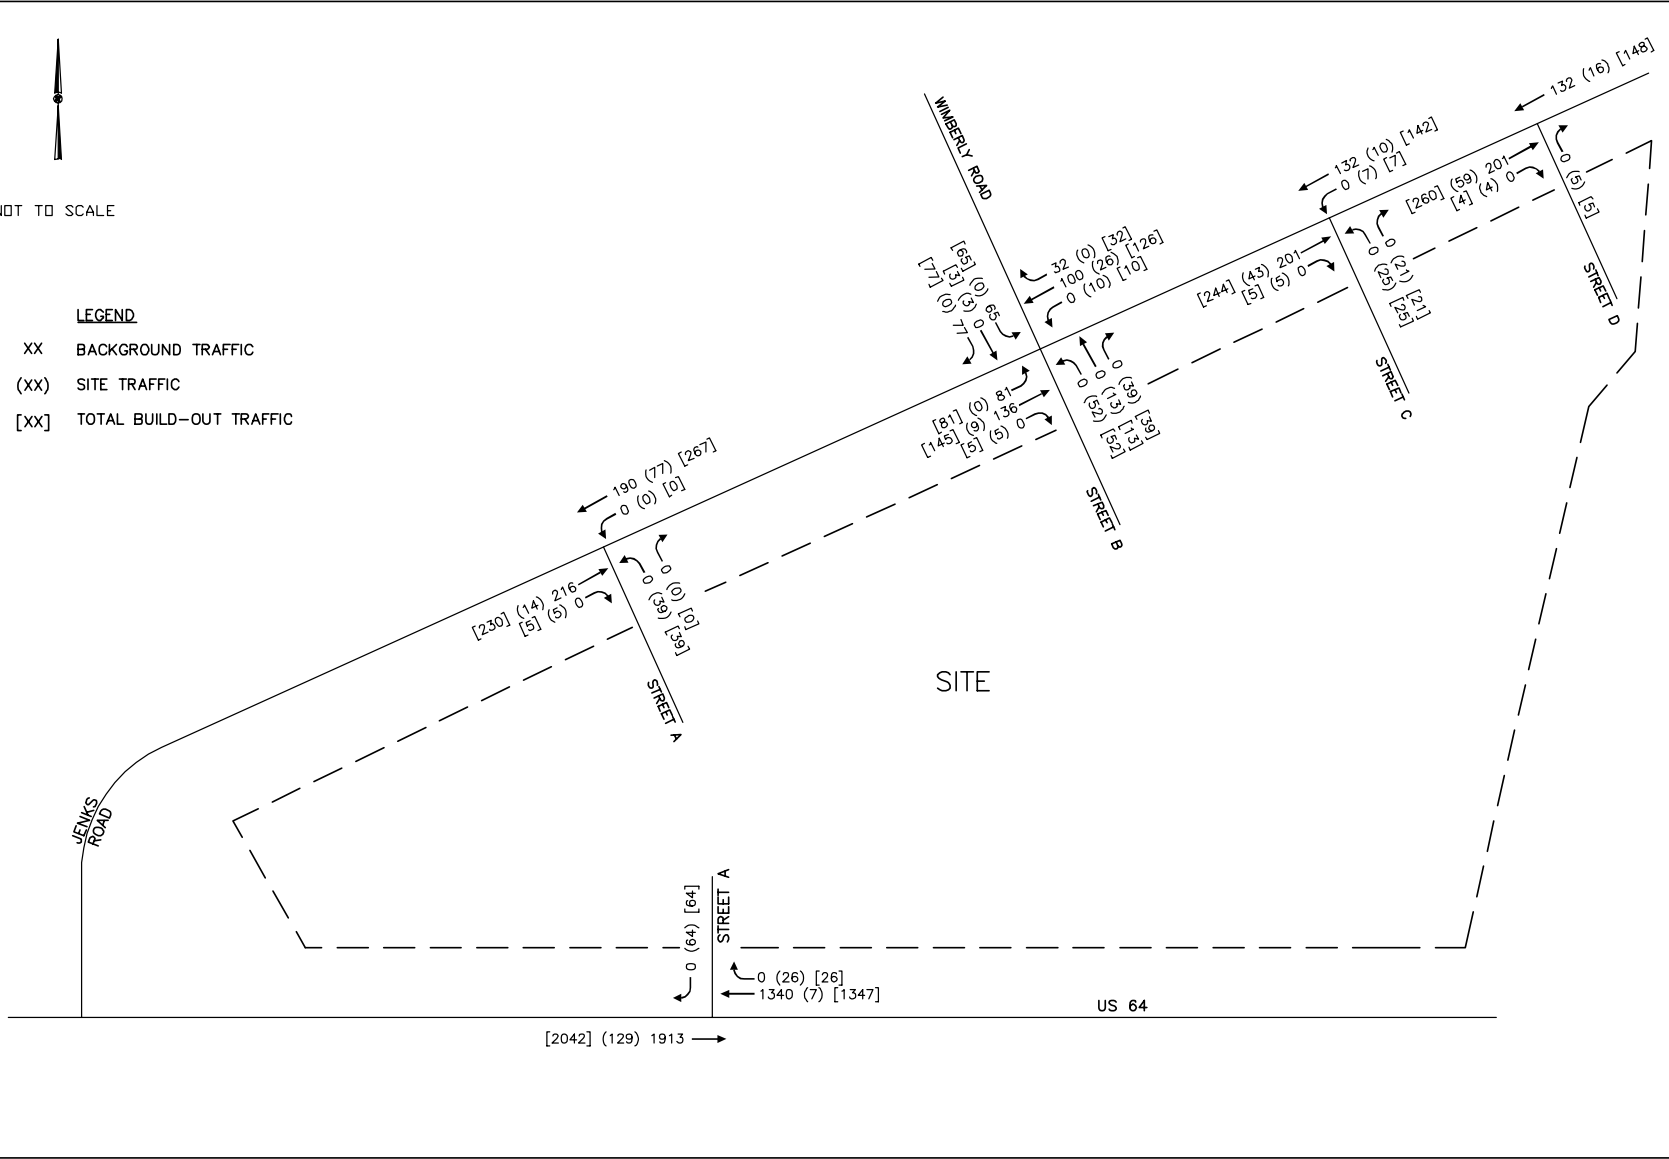 NOT TO SCALE
LEGEND
XX BACKGROUND TRAFFIC
(XX) SITE TRAFFIC
[XX] TOTAL BUILD-OUT TRAFFIC
132 (16) [148]
132 (10) [142]
0 (7) [7]
[260] (59) 201
[4] (4) 0
0 (5) [5]
STREET D
WIMBERLY ROAD
[65] (0) 65
[3] (3) 0
[77] (0) 77
32 (0) [32]
100 (26) [126]
0 (10) [10]
[244] (43) 201
[5] (5) 0
0 (21) [21]
0 (25) [25]
STREET C
[81] (0) 81
[145] (9) 136
[5] (5) 0
0 (39) [39]
0 (13) [13]
0 (52) [52]
STREET B
190 (77) [267]
0 (0) [0]
[230] (14) 216
[5] (5) 0
0 (0) [0]
0 (39) [39]
STREET A
SITE
JENKS
ROAD
0 (64) [64]
STREET A
0 (26) [26]
1340 (7) [1347]
US 64
[2042] (129) 1913